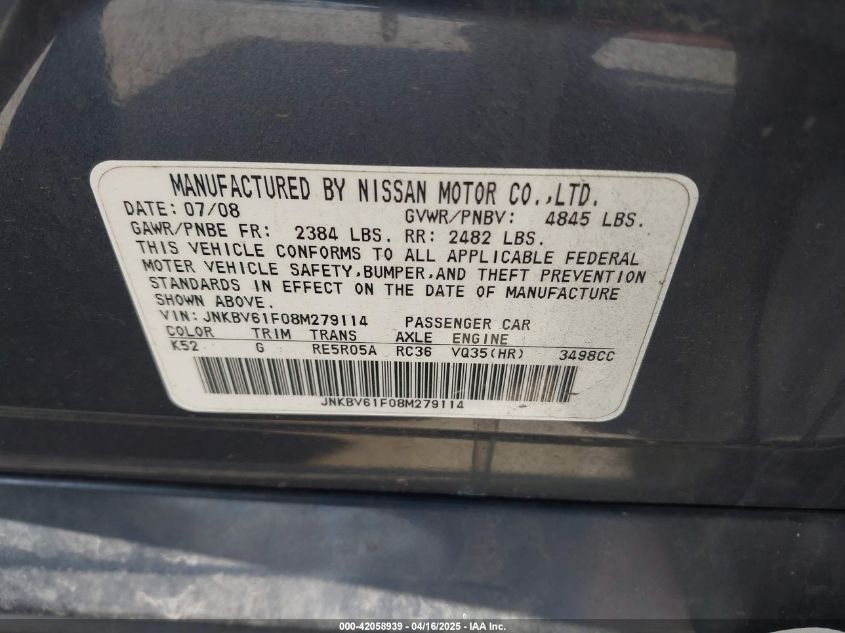 MANUFACTURED BY NISSAN MOTOR CO.,LTD.
DATE: 07/08 GVWR/PNBV: 4845 LBS.
GAWR/PNBE FR: 2384 LBS. RR: 2482 LBS.
THIS VEHICLE CONFORMS TO ALL APPLICABLE FEDERAL
MOTER VEHICLE SAFETY,BUMPER,AND THEFT PREVENTION
STANDARDS IN EFFECT ON THE DATE OF MANUFACTURE
SHOWN ABOVE.
VIN: JNKBV61F08M279114 PASSENGER CAR
COLOR TRIM TRANS AXLE ENGINE
K52 G RE5R05A RC36 VQ35(HR) 3498CC
JNKBV61F08M279114
000-42058939 - 04/16/2025 - IAA Inc.